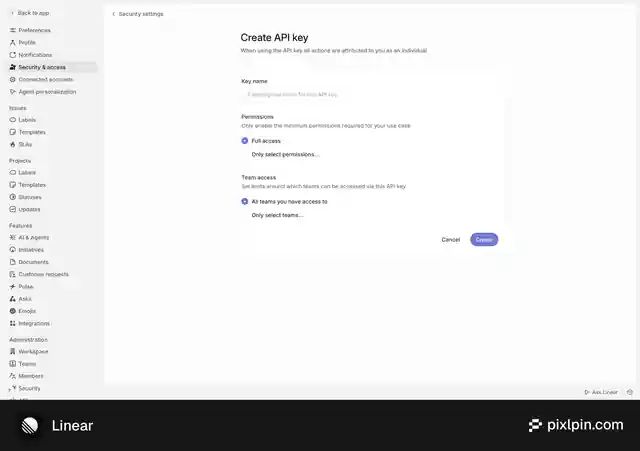 Back to app
Security settings
Preferences
Profile
Notifications
Security & access
Connected accounts
Agent personalization
Issues
Labels
Templates
SLAs
Projects
Labels
Templates
Statuses
Updates
Features
AI & Agents
Initiatives
Documents
Customer requests
Pulse
Asks
Emojis
Integrations
Administration
Workspace
Teams
Members
Security
Create API key
When using the API key all actions are attributed to you as an individual
Key name
for this API key
Permissions
Only enable the minimum permissions required for your use case
Full access
Only select permissions...
Team access
Set limits around which teams can be accessed via this API key
All teams you have access to
Only select teams...
Cancel
Create
Ask Linear
Linear
pixlpin.com